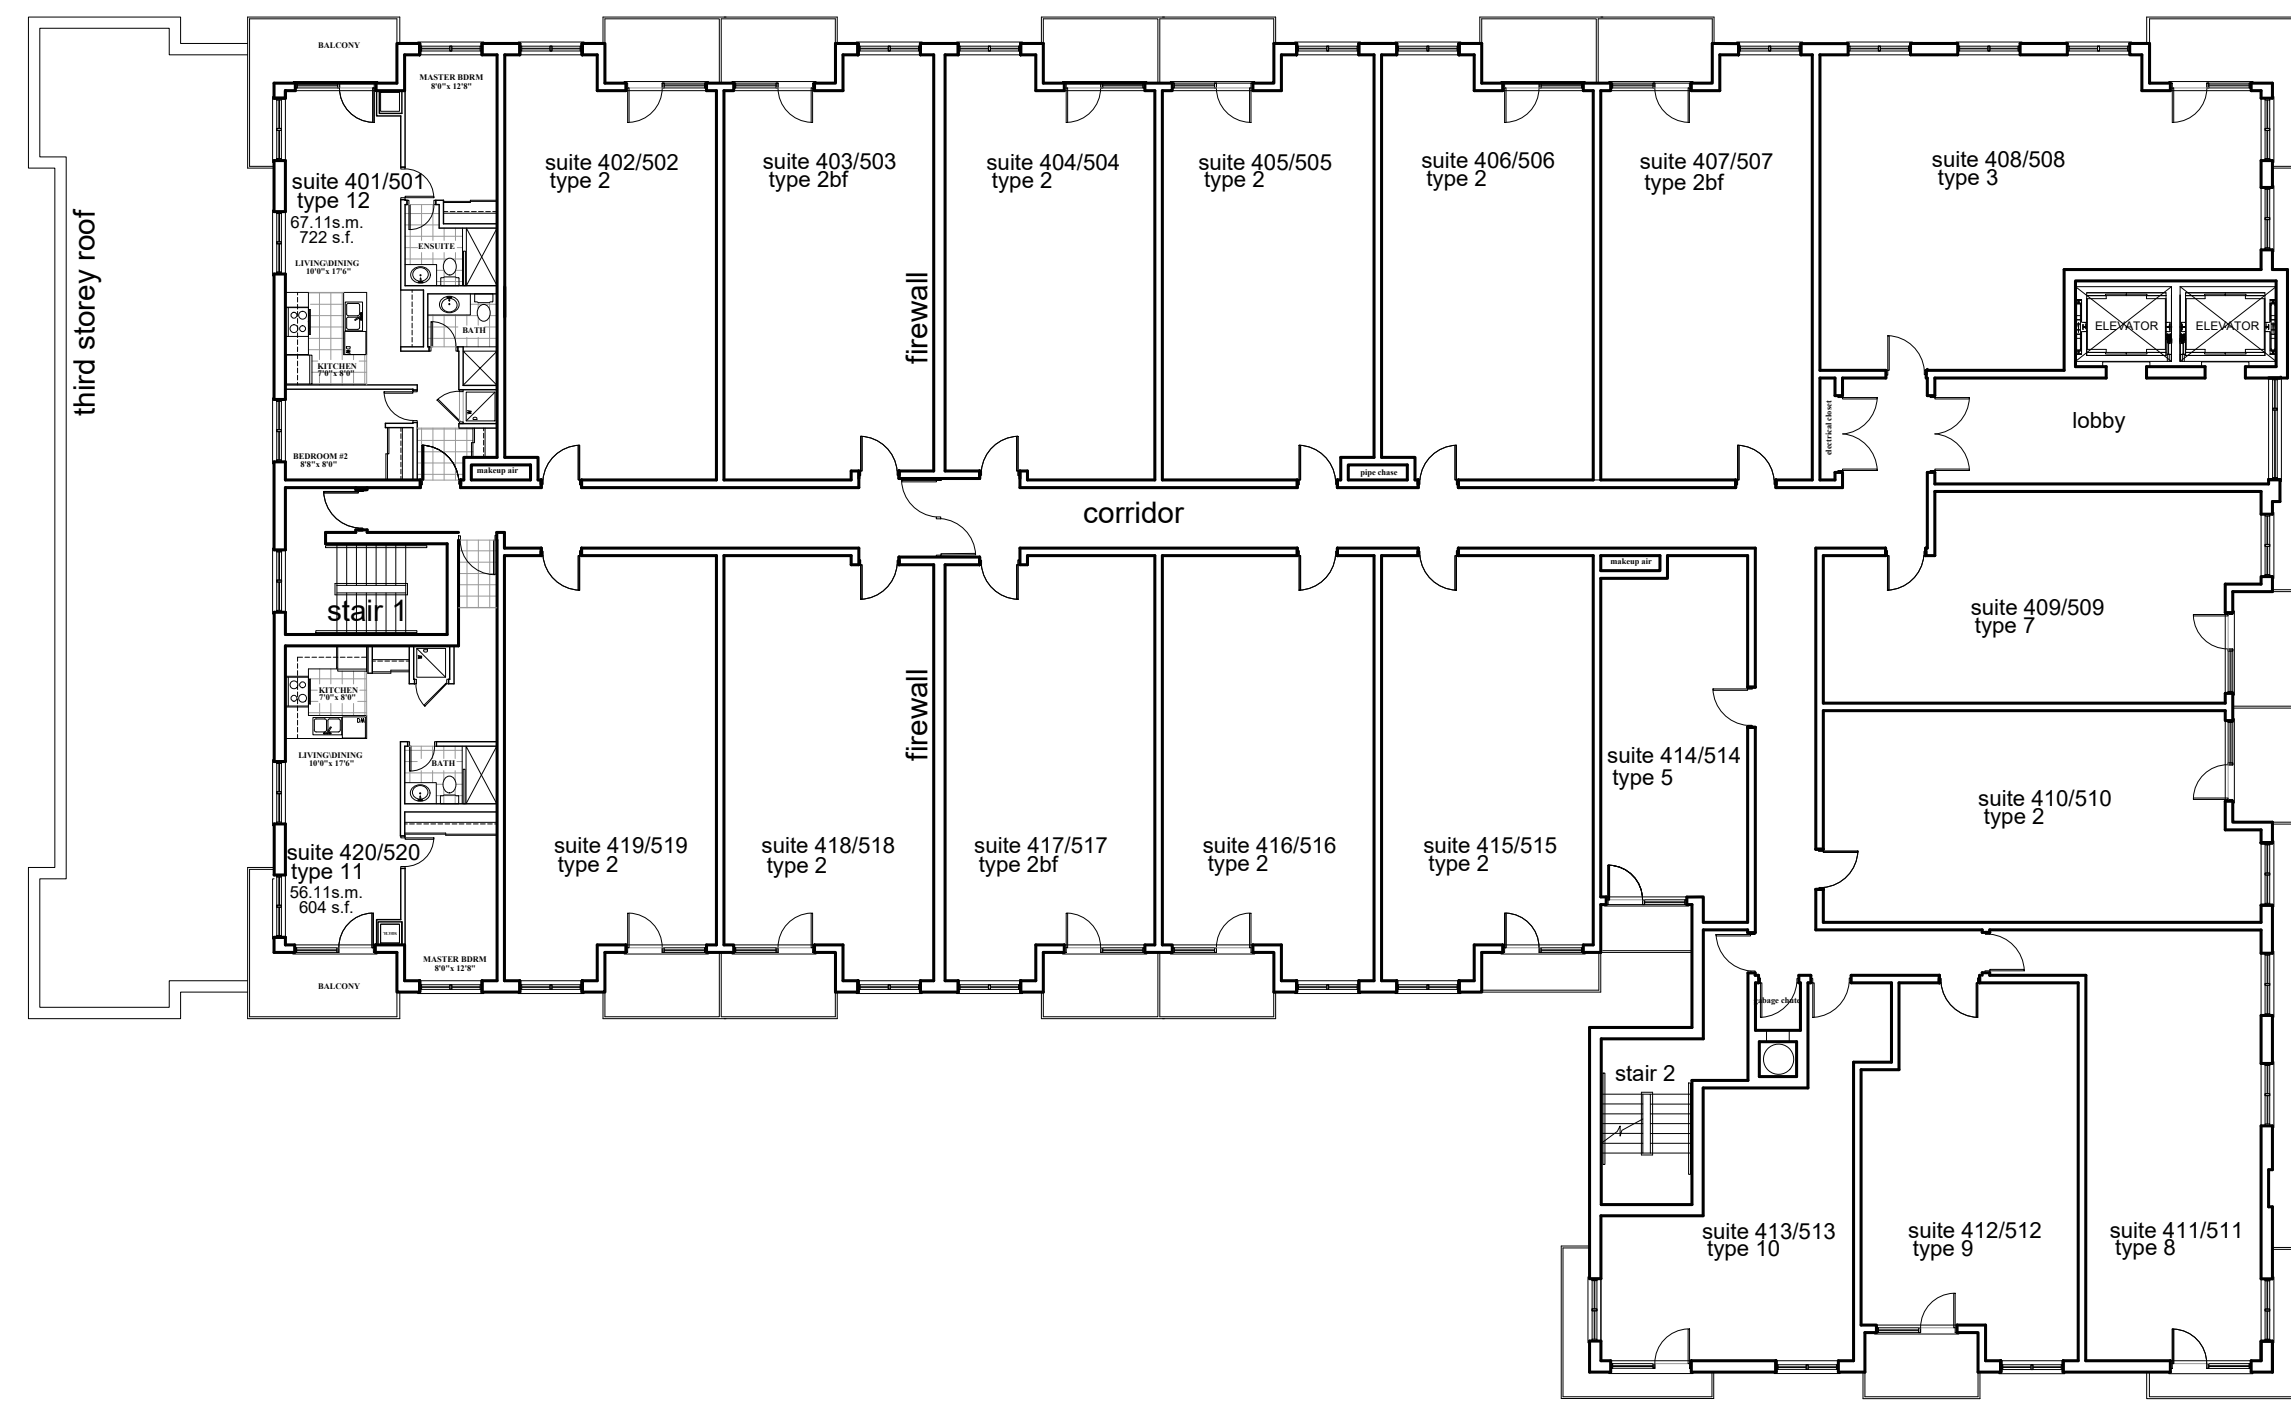 BALCONY
MASTER BDRM
8'0"x 12'8"
suite 401/501
type 12
67.11s.m.
722 s.f.
LIVING\DINING
10'0"x 17'6"
ENSUITE
BATH
KITCHEN
7'0"x 8'0"
BEDROOM #2
8'8"x 8'0"
makeup air
suite 402/502
type 2
suite 403/503
type 2bf
firewall
suite 404/504
type 2
suite 405/505
type 2
pipe chase
suite 406/506
type 2
suite 407/507
type 2bf
suite 408/508
type 3
ELEVATOR
ELEVATOR
electrical closet
lobby
third storey roof
corridor
stair 1
KITCHEN
7'0"x 8'0"
DW
LIVING\DINING
10'0"x 17'6"
BATH
suite 420/520
type 11
56.11s.m.
604 s.f.
MASTER BDRM
8'0"x 12'8"
BALCONY
suite 419/519
type 2
suite 418/518
type 2
firewall
suite 417/517
type 2bf
suite 416/516
type 2
suite 415/515
type 2
makeup air
suite 414/514
type 5
suite 409/509
type 7
suite 410/510
type 2
garbage chute
stair 2
suite 413/513
type 10
suite 412/512
type 9
suite 411/511
type 8